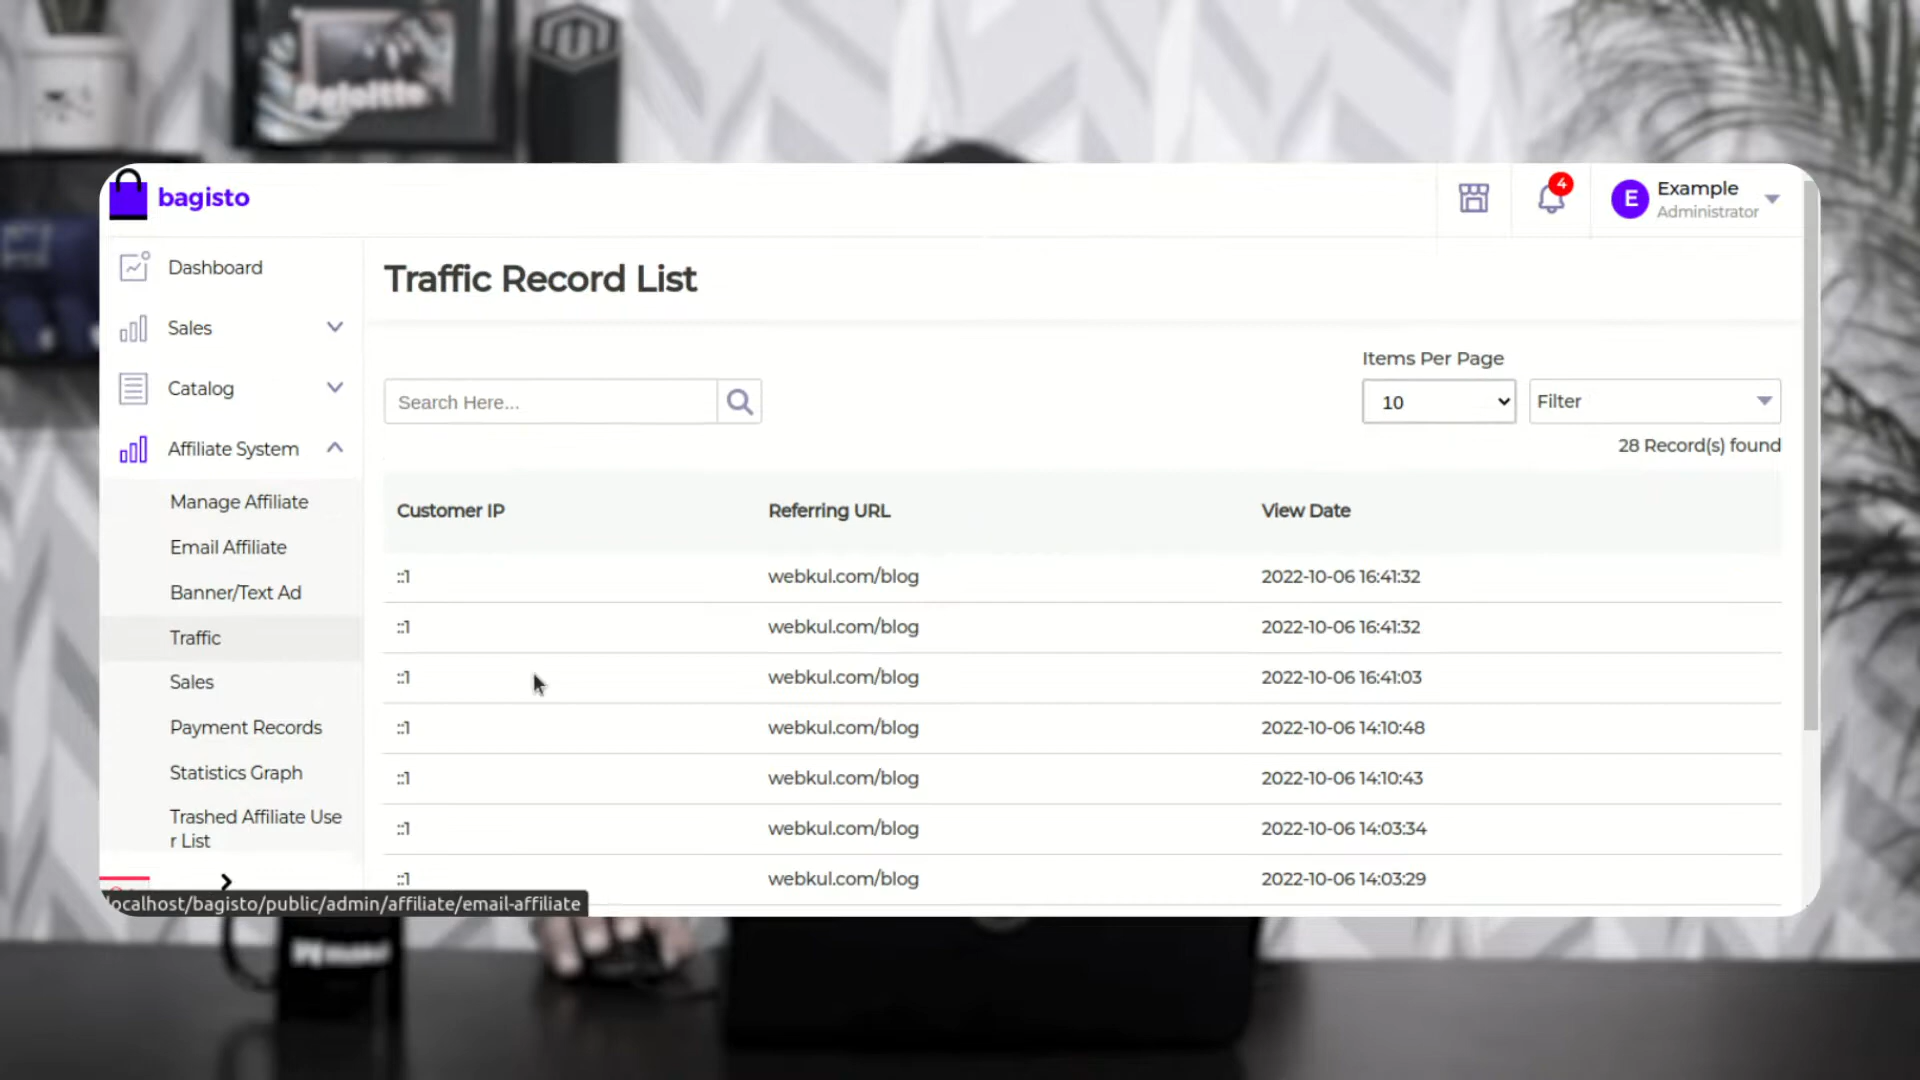 Deloitte
bagisto
4
E
Example
Administrator
Dashboard
Sales
Catalog
Affiliate System
Manage Affiliate
Email Affiliate
Banner/Text Ad
Traffic
Sales
Payment Records
Statistics Graph
Trashed Affiliate Use
r List
Traffic Record List
Search Here...
Items Per Page
10
Filter
28 Record(s) found
Customer IP Referring URL View Date
::1 webkul.com/blog 2022-10-06 16:41:32
::1 webkul.com/blog 2022-10-06 16:41:32
::1 webkul.com/blog 2022-10-06 16:41:03
::1 webkul.com/blog 2022-10-06 14:10:48
::1 webkul.com/blog 2022-10-06 14:10:43
::1 webkul.com/blog 2022-10-06 14:03:34
::1 webkul.com/blog 2022-10-06 14:03:29
localhost/bagisto/public/admin/affiliate/email-affiliate